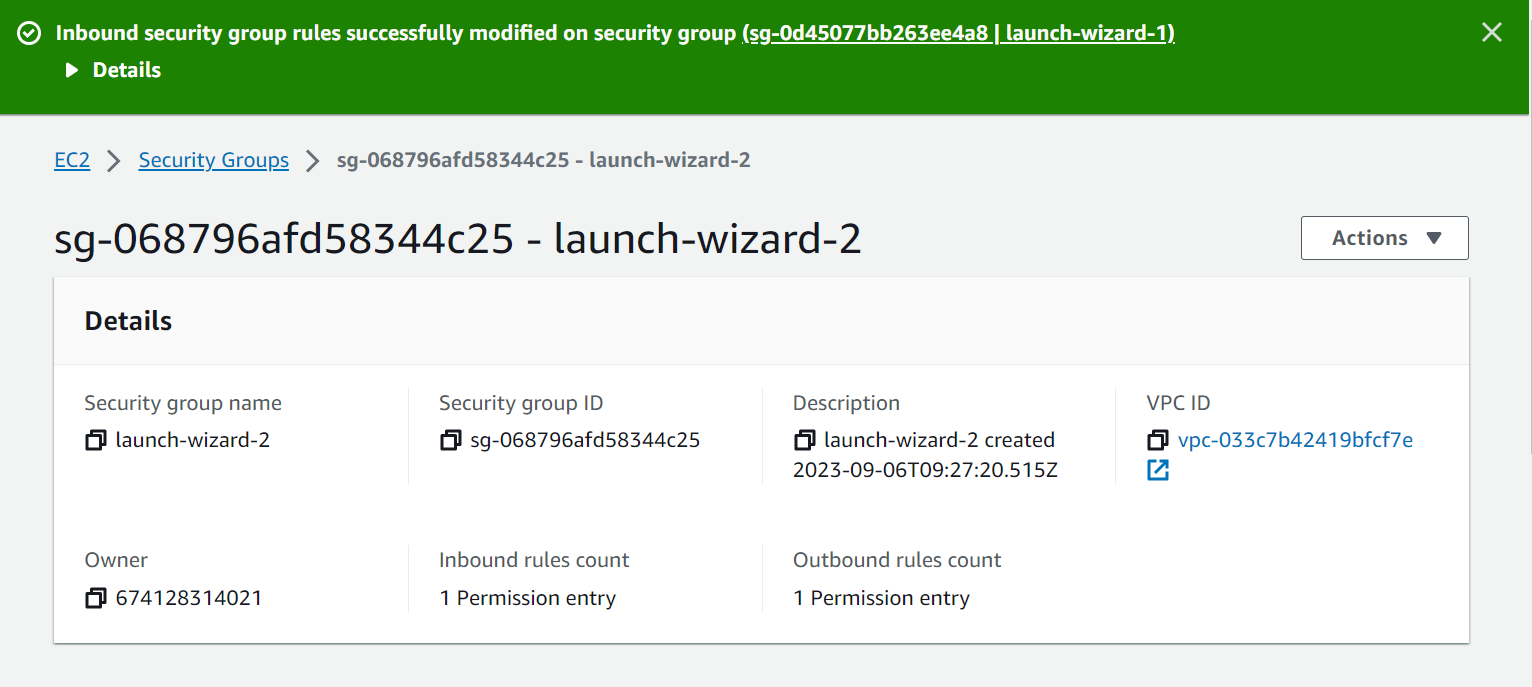 Inbound security group rules successfully modified on security group (sg-0d45077bb263ee4a8 | launch-wizard-1)
Details
EC2 > Security Groups > sg-068796afd58344c25 - launch-wizard-2
sg-068796afd58344c25 - launch-wizard-2
Actions
Details
Security group name
launch-wizard-2
Security group ID
sg-068796afd58344c25
Description
launch-wizard-2 created
2023-09-06T09:27:20.515Z
VPC ID
vpc-033c7b42419bfcf7e
Owner
674128314021
Inbound rules count
1 Permission entry
Outbound rules count
1 Permission entry